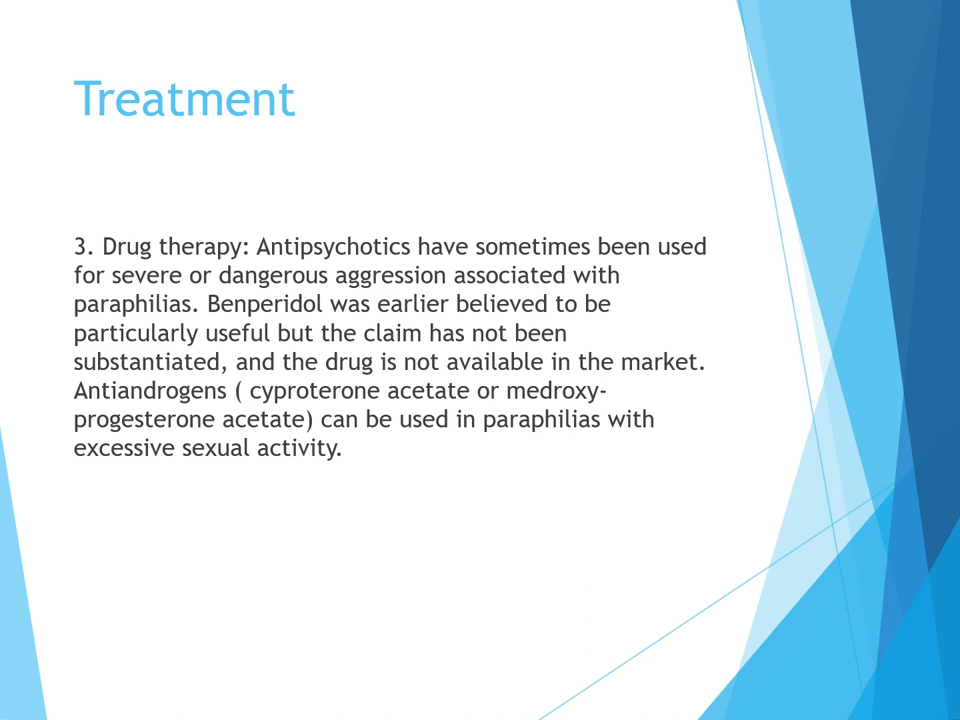 Treatment
3. Drug therapy: Antipsychotics have sometimes been used
for severe or dangerous aggression associated with
paraphilias. Benperidol was earlier believed to be
particularly useful but the claim has not been
substantiated, and the drug is not available in the market.
Antiandrogens ( cyproterone acetate or medroxy-
progesterone acetate) can be used in paraphilias with
excessive sexual activity.